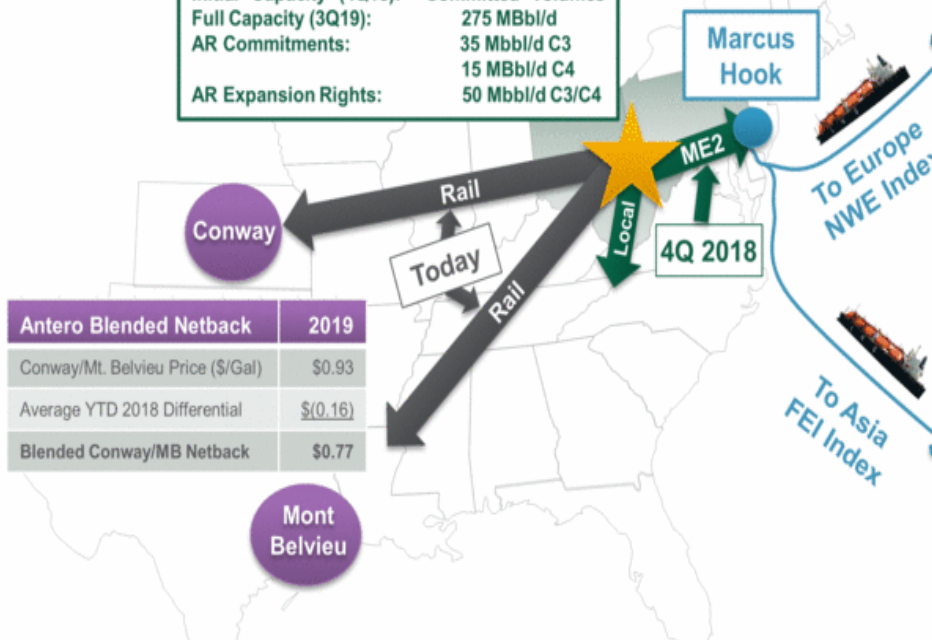 Full Capacity (3Q19): 275 MBbl/d
AR Commitments: 35 Mbbl/d C3
15 MBbl/d C4
AR Expansion Rights: 50 Mbbl/d C3/C4
Marcus
Hook
ME2
To Europe
NWE Index
Rail
Conway
Local
4Q 2018
Today
Rail
Antero Blended Netback 2019
Conway/Mt. Belvieu Price ($/Gal) $0.93
Average YTD 2018 Differential $(0.16)
Blended Conway/MB Netback $0.77
To Asia
FEI Index
Mont
Belvieu